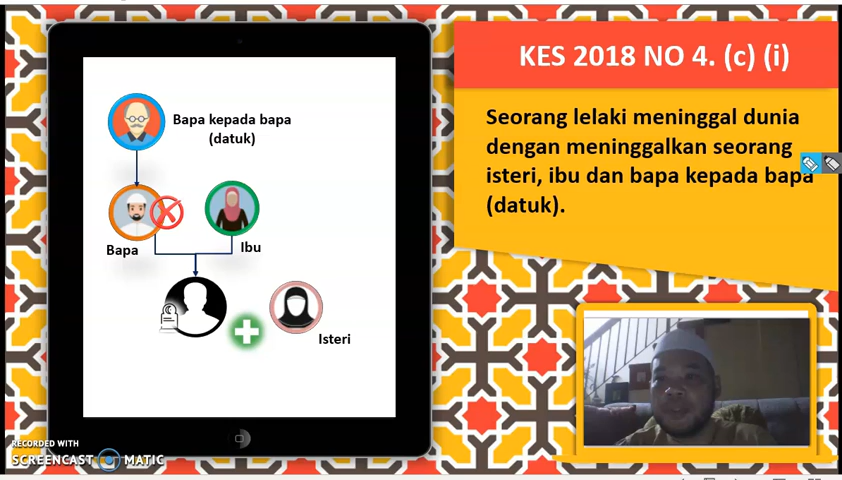 KES 2018 NO 4. (c) (i)
Seorang lelaki meninggal dunia
dengan meninggalkan seorang
isteri, ibu dan bapa kepada bapa
(datuk).
Bapa kepada bapa
(datuk)
Bapa
Ibu
Isteri
RECORDED WITH
SCREENCAST MATIC